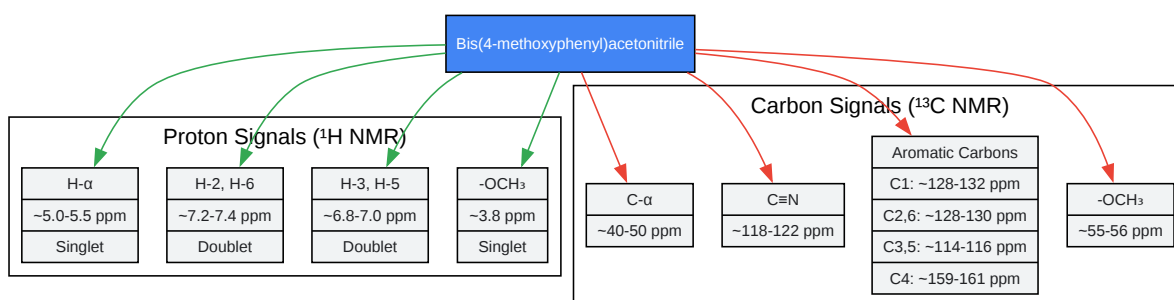 Bis(4-methoxyphenyl)acetonitrile
Proton Signals (¹H NMR)
H-α
~5.0-5.5 ppm
Singlet
H-2, H-6
~7.2-7.4 ppm
Doublet
H-3, H-5
~6.8-7.0 ppm
Doublet
-OCH₃
~3.8 ppm
Singlet
Carbon Signals (¹³C NMR)
C-α
~40-50 ppm
C≡N
~118-122 ppm
Aromatic Carbons
C1: ~128-132 ppm
C2,6: ~128-130 ppm
C3,5: ~114-116 ppm
C4: ~159-161 ppm
-OCH₃
~55-56 ppm